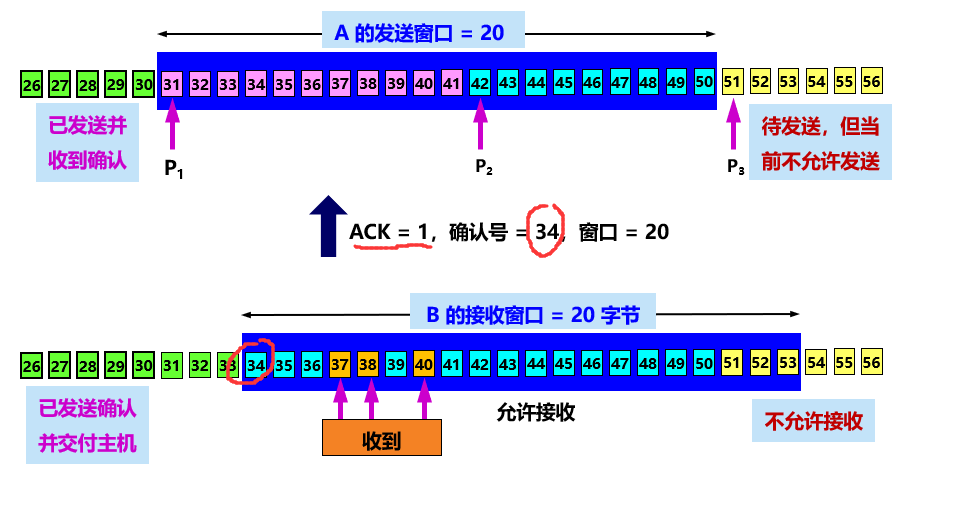 A 的发送窗口 = 20
26 27 28 29 30 31 32 33 34 35 36 37 38 39 40 41 42 43 44 45 46 47 48 49 50 51 52 53 54 55 56
已发送并
收到确认
P1
P2
P3
待发送，但当
前不允许发送
ACK = 1，确认号 = 34，窗口 = 20
B 的接收窗口 = 20 字节
26 27 28 29 30 31 32 33 34 35 36 37 38 39 40 41 42 43 44 45 46 47 48 49 50 51 52 53 54 55 56
已发送确认
并交付主机
收到
允许接收
不允许接收